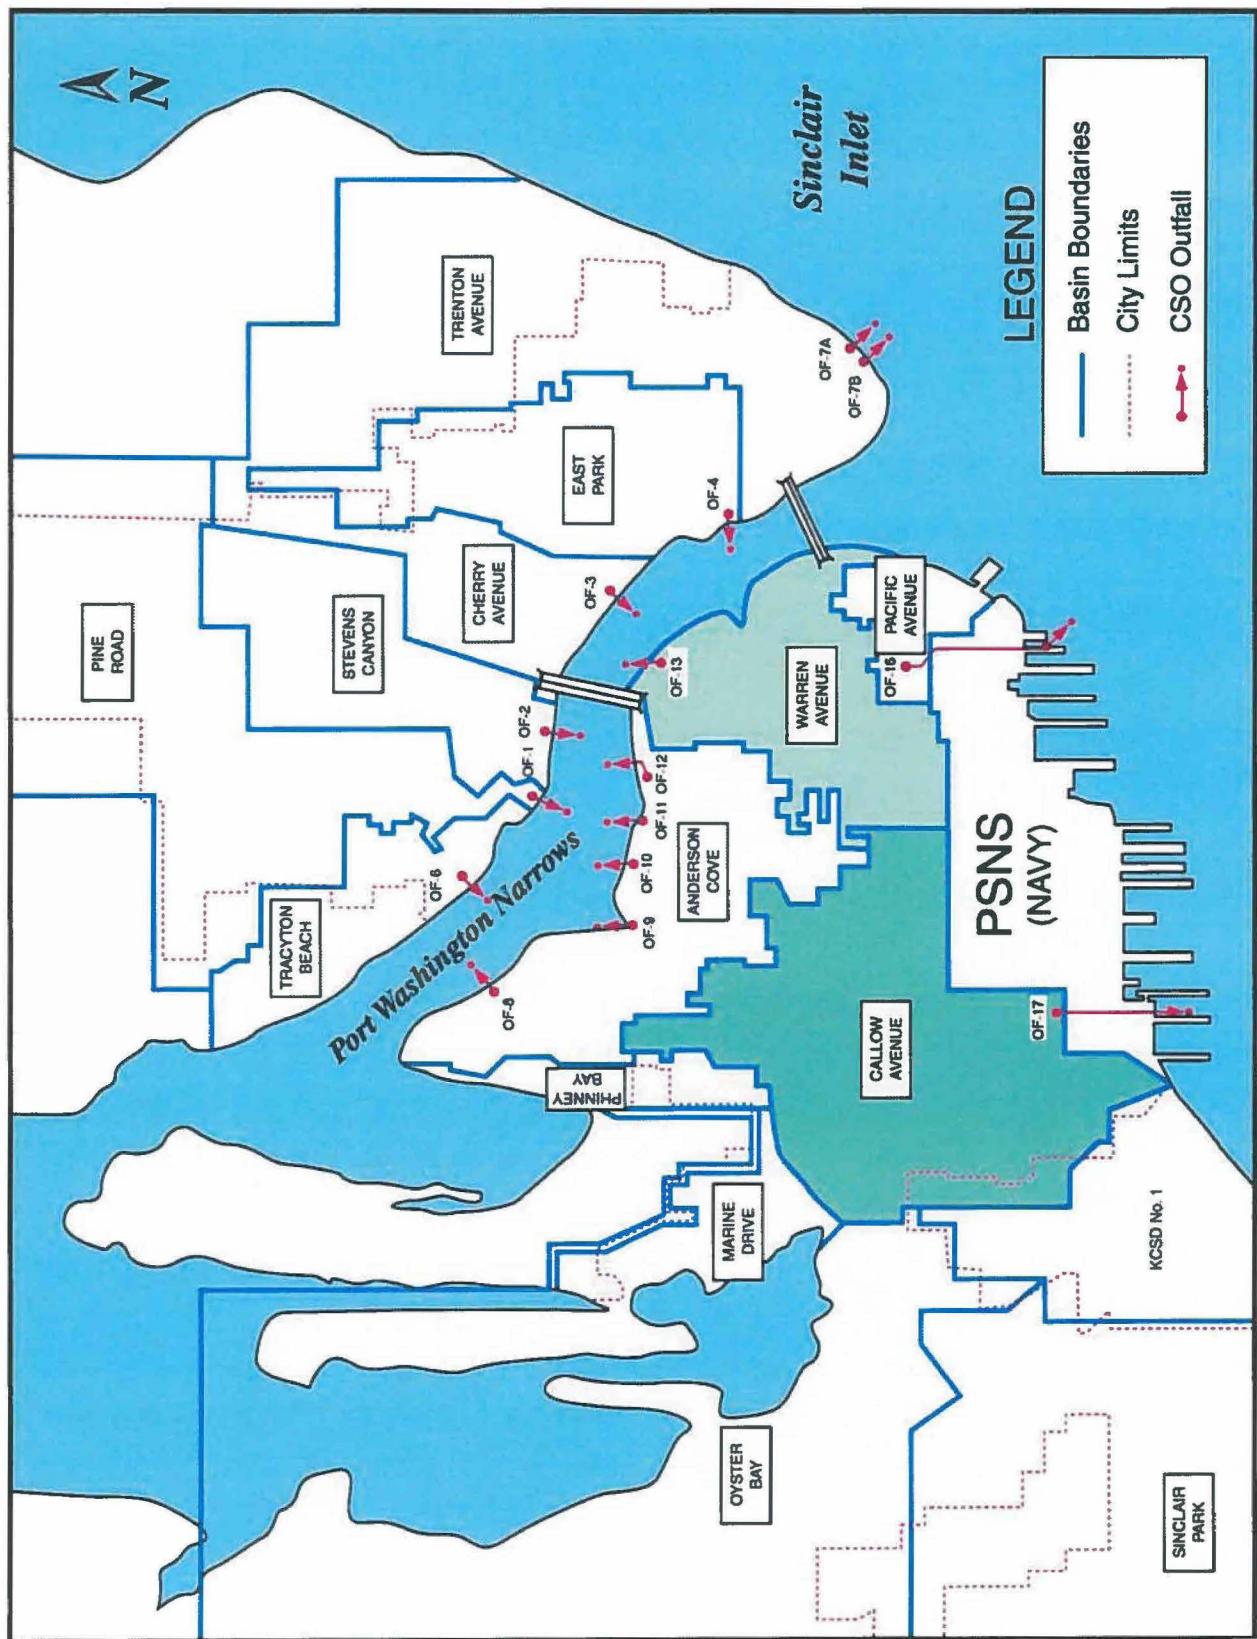 N
PINE
ROAD
TRACYTON
BEACH
STEVENS
CANYON
CHERRY
AVENUE
TRENTON
AVENUE
EAST
PARK
OF-6
OF-1
OF-2
OF-3
OF-4
OF-7A
OF-7B
Port Washington Narrows
Sinclair
Inlet
OF-8
OF-9
OF-10
OF-11
OF-12
OF-13
PHINNEY
BAY
ANDERSON
COVE
WARREN
AVENUE
PACIFIC
AVENUE
OF-16
MARINE
DRIVE
OYSTER
BAY
CALLOW
AVENUE
OF-17
PSNS
(NAVY)
KCSD No. 1
SINCLAIR
PARK
LEGEND
Basin Boundaries
City Limits
CSO Outfall